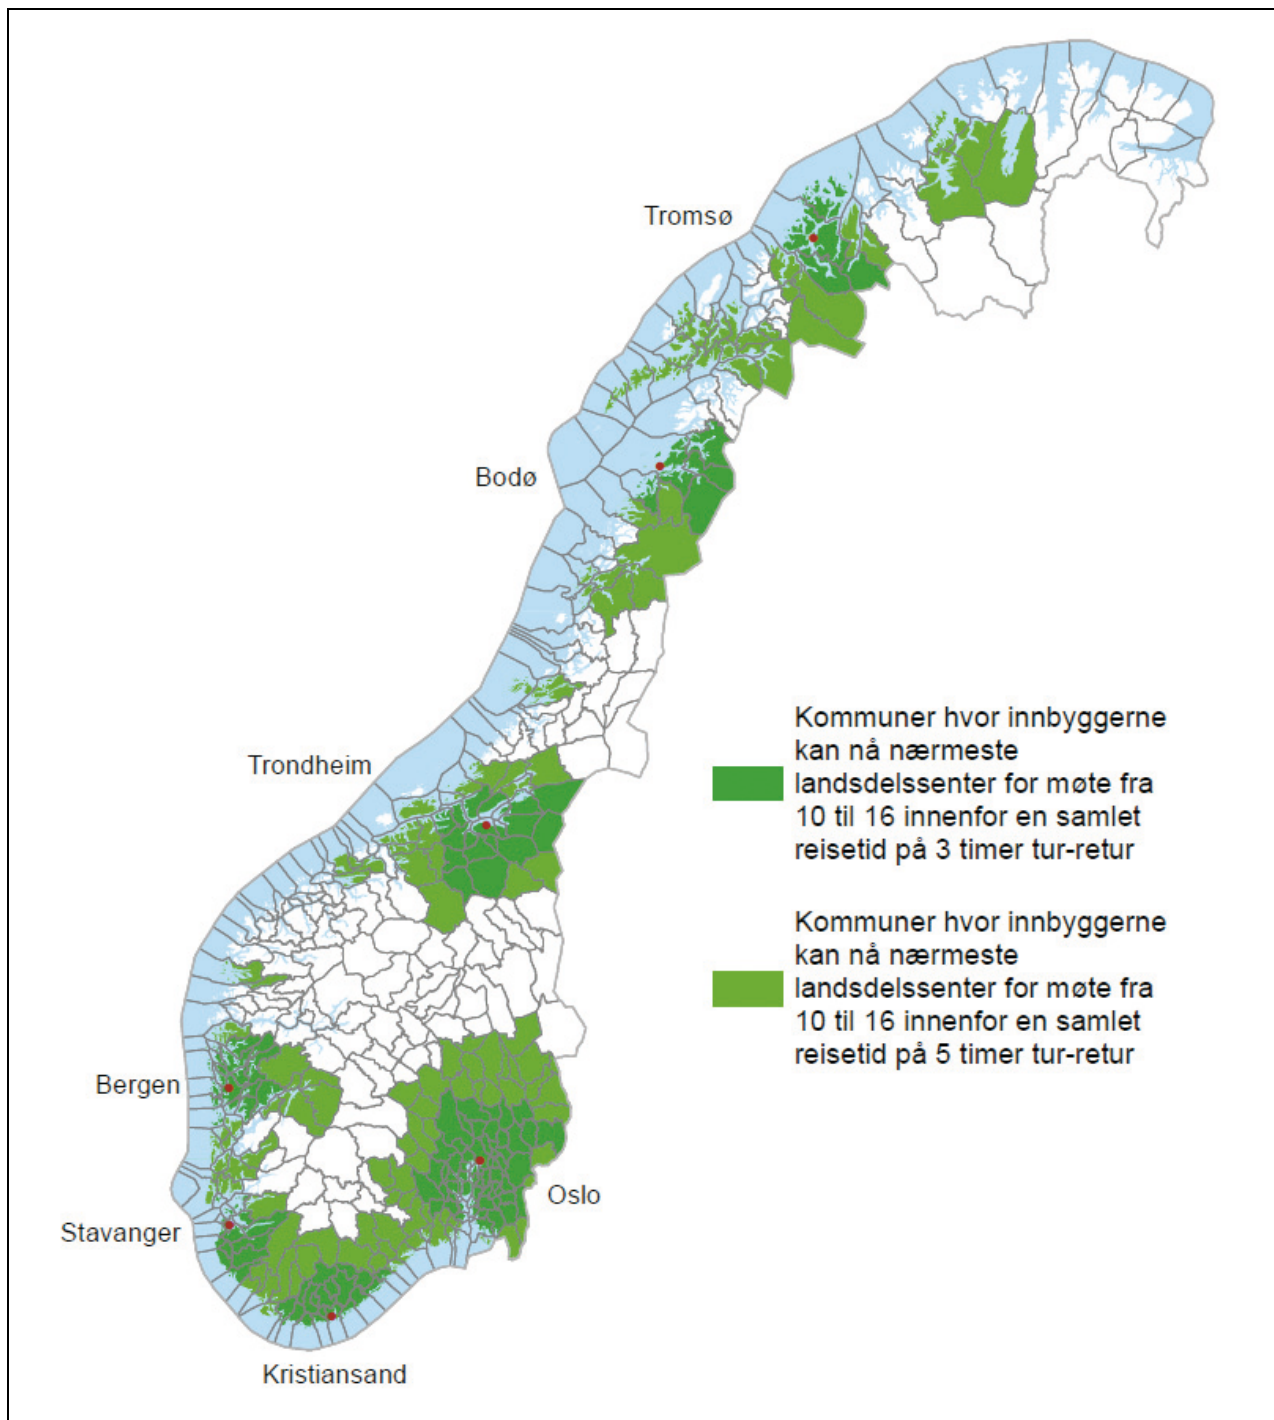 Tromsø
Bodø
Trondheim
Bergen
Stavanger
Oslo
Kristiansand
Kommuner hvor innbyggerne
kan nå nærmeste
landsdelssenter for møte fra
10 til 16 innenfor en samlet
reisetid på 3 timer tur-retur
Kommuner hvor innbyggerne
kan nå nærmeste
landsdelssenter for møte fra
10 til 16 innenfor en samlet
reisetid på 5 timer tur-retur